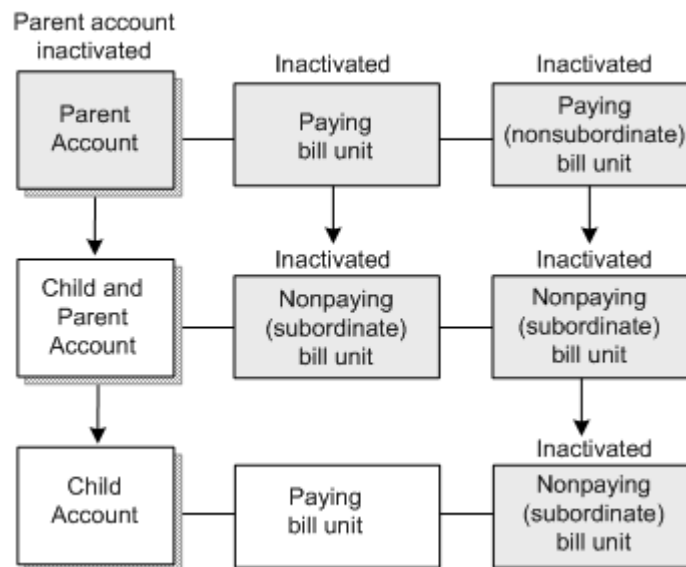 Parent account
inactivated
Inactivated
Inactivated
Parent
Account
Paying
bill unit
Paying
(nonsubordinate)
bill unit
Inactivated
Inactivated
Child and
Parent
Account
Nonpaying
(subordinate)
bill unit
Nonpaying
(subordinate)
bill unit
Inactivated
Child
Account
Paying
bill unit
Nonpaying
(subordinate)
bill unit